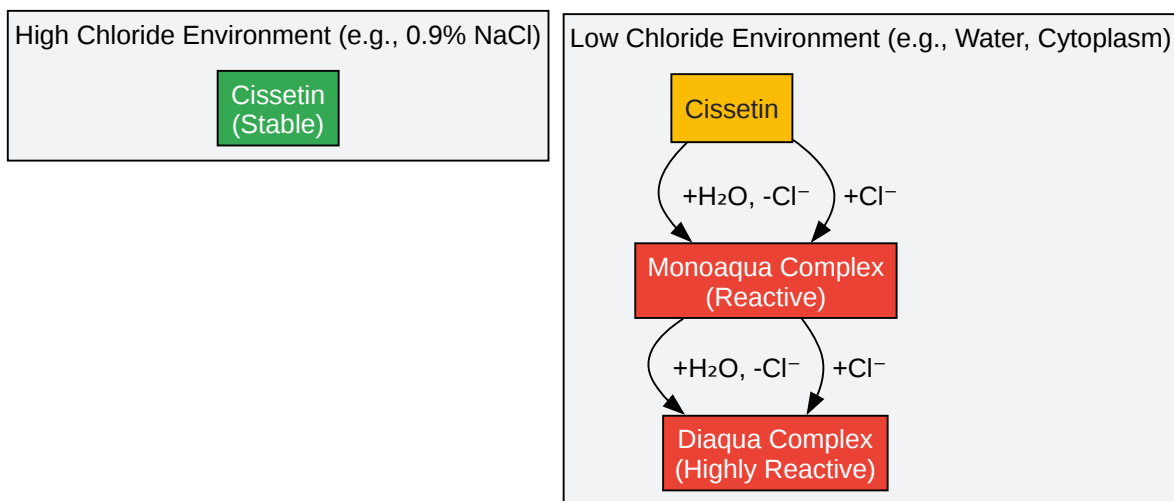 High Chloride Environment (e.g., 0.9% NaCl)
Cissetin
(Stable)
Low Chloride Environment (e.g., Water, Cytoplasm)
Cissetin
+H₂O, -Cl⁻
+Cl⁻
Monoaqua Complex
(Reactive)
+H₂O, -Cl⁻
+Cl⁻
Diaqua Complex
(Highly Reactive)